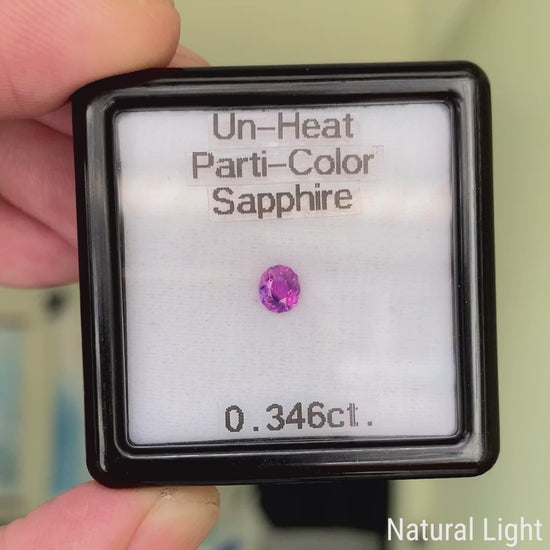 Un-Heat
Parti-Color
Sapphire
0.346ct.
Natural Light